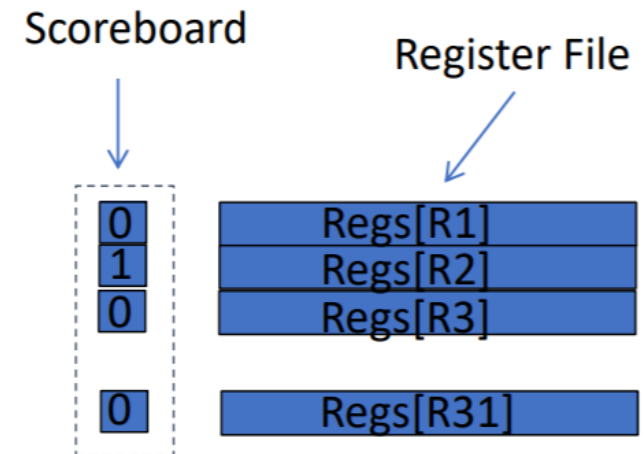 Scoreboard
Register File
0 Regs[R1]
1 Regs[R2]
0 Regs[R3]
0 Regs[R31]